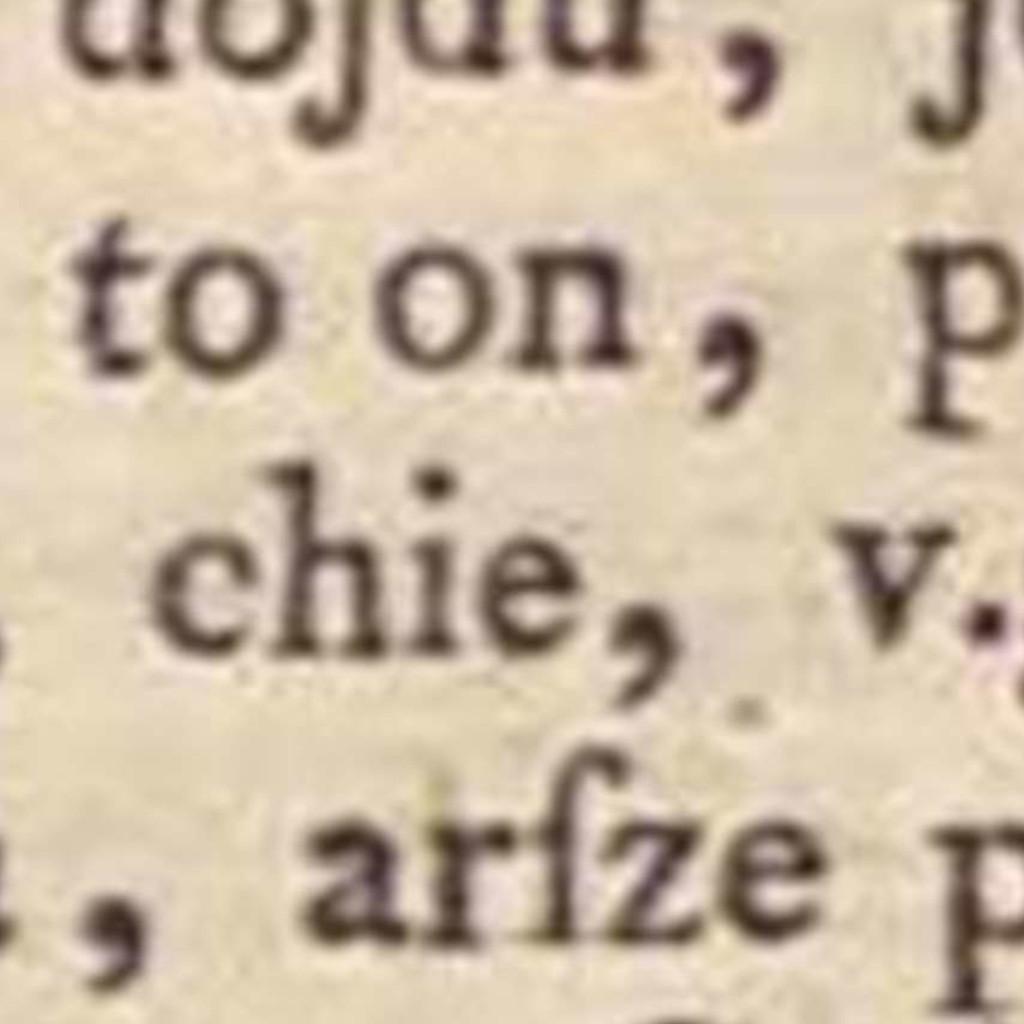 to on, p
chie, v.
, arſze p